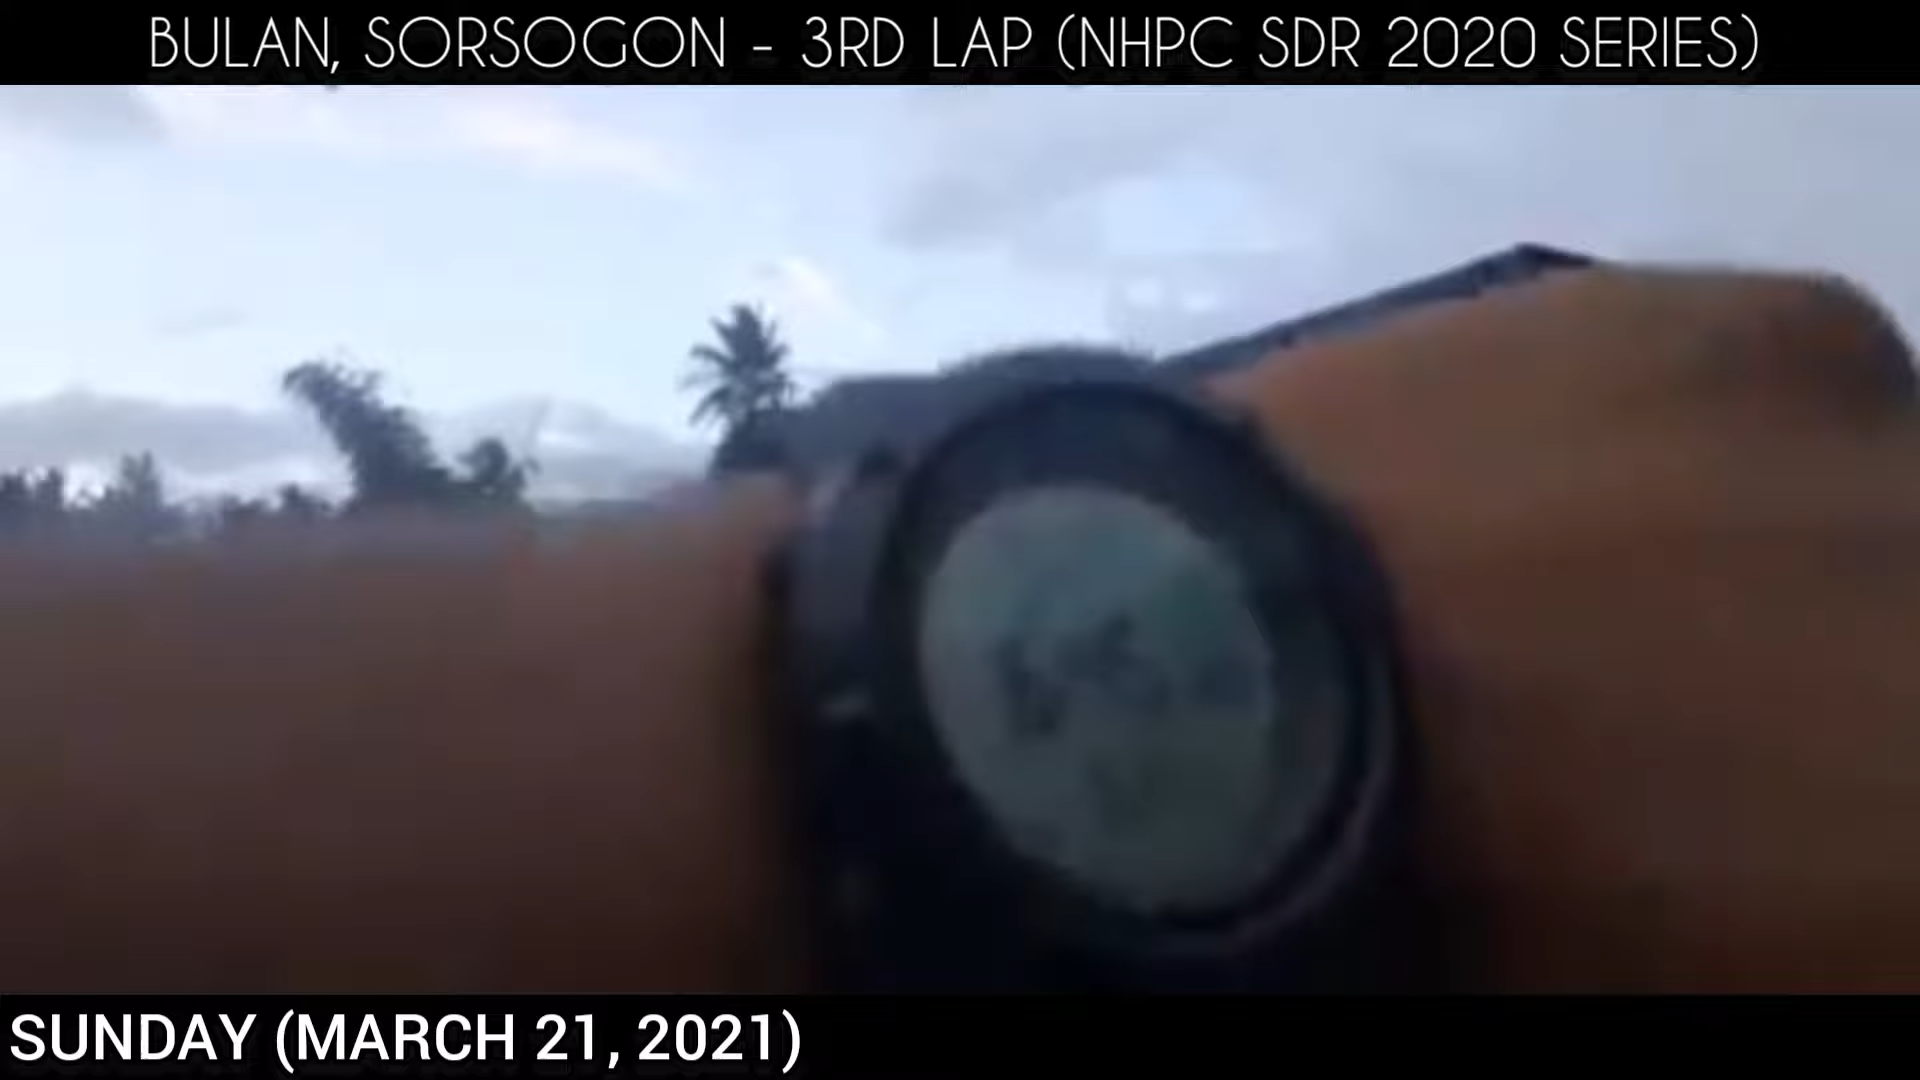 BULAN, SORSOGON - 3RD LAP (NHPC SDR 2020 SERIES)
SUNDAY (MARCH 21, 2021)